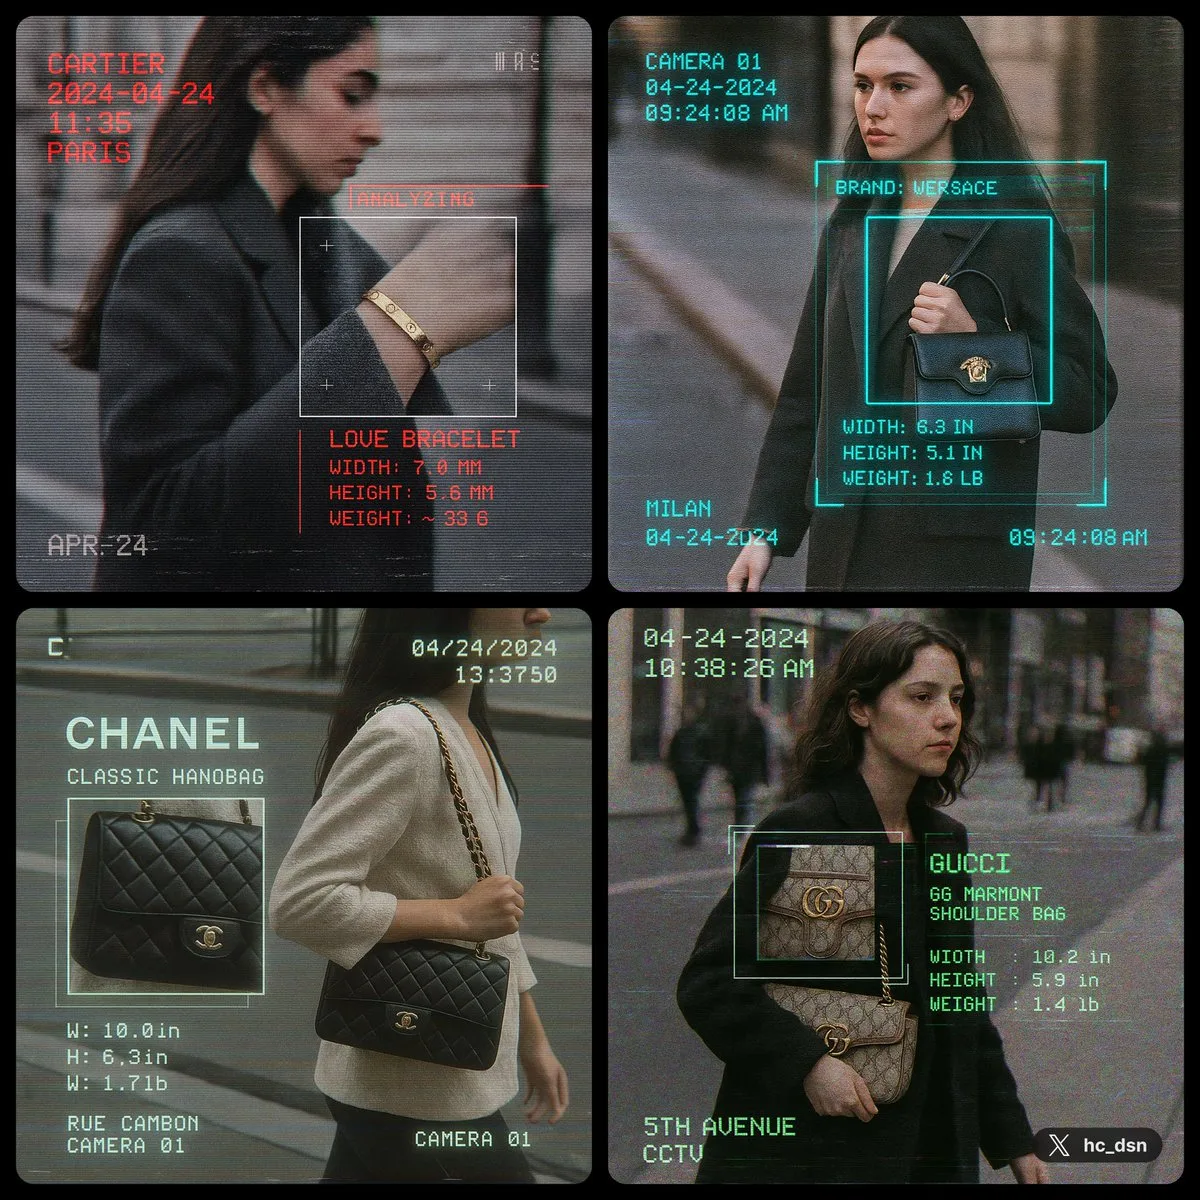 CARTIER
2024-04-24
11:35
PARIS
ANALYZING
LOVE BRACELET
WIDTH: 7.0 MM
HEIGHT: 5.6 MM
WEIGHT: ~ 33 G
APR. 24
CAMERA 01
04-24-2024
09:24:08 AM
BRAND: WERSACE
WIDTH: 6.3 IN
HEIGHT: 5.1 IN
WEIGHT: 1.8 LB
MILAN
04-24-2024
09:24:08 AM
04/24/2024
13:3750
CHANEL
CLASSIC HANOBAG
W: 10.0in
H: 6,3in
W: 1.7lb
RUE CAMBON
CAMERA 01
CAMERA 01
04-24-2024
10:38:26 AM
GUCCI
GG MARMONT
SHOULDER BAG
WIOTH : 10.2 in
HEIGHT : 5.9 in
WEIGHT : 1.4 lb
5TH AVENUE
CCTV
X hc_dsn